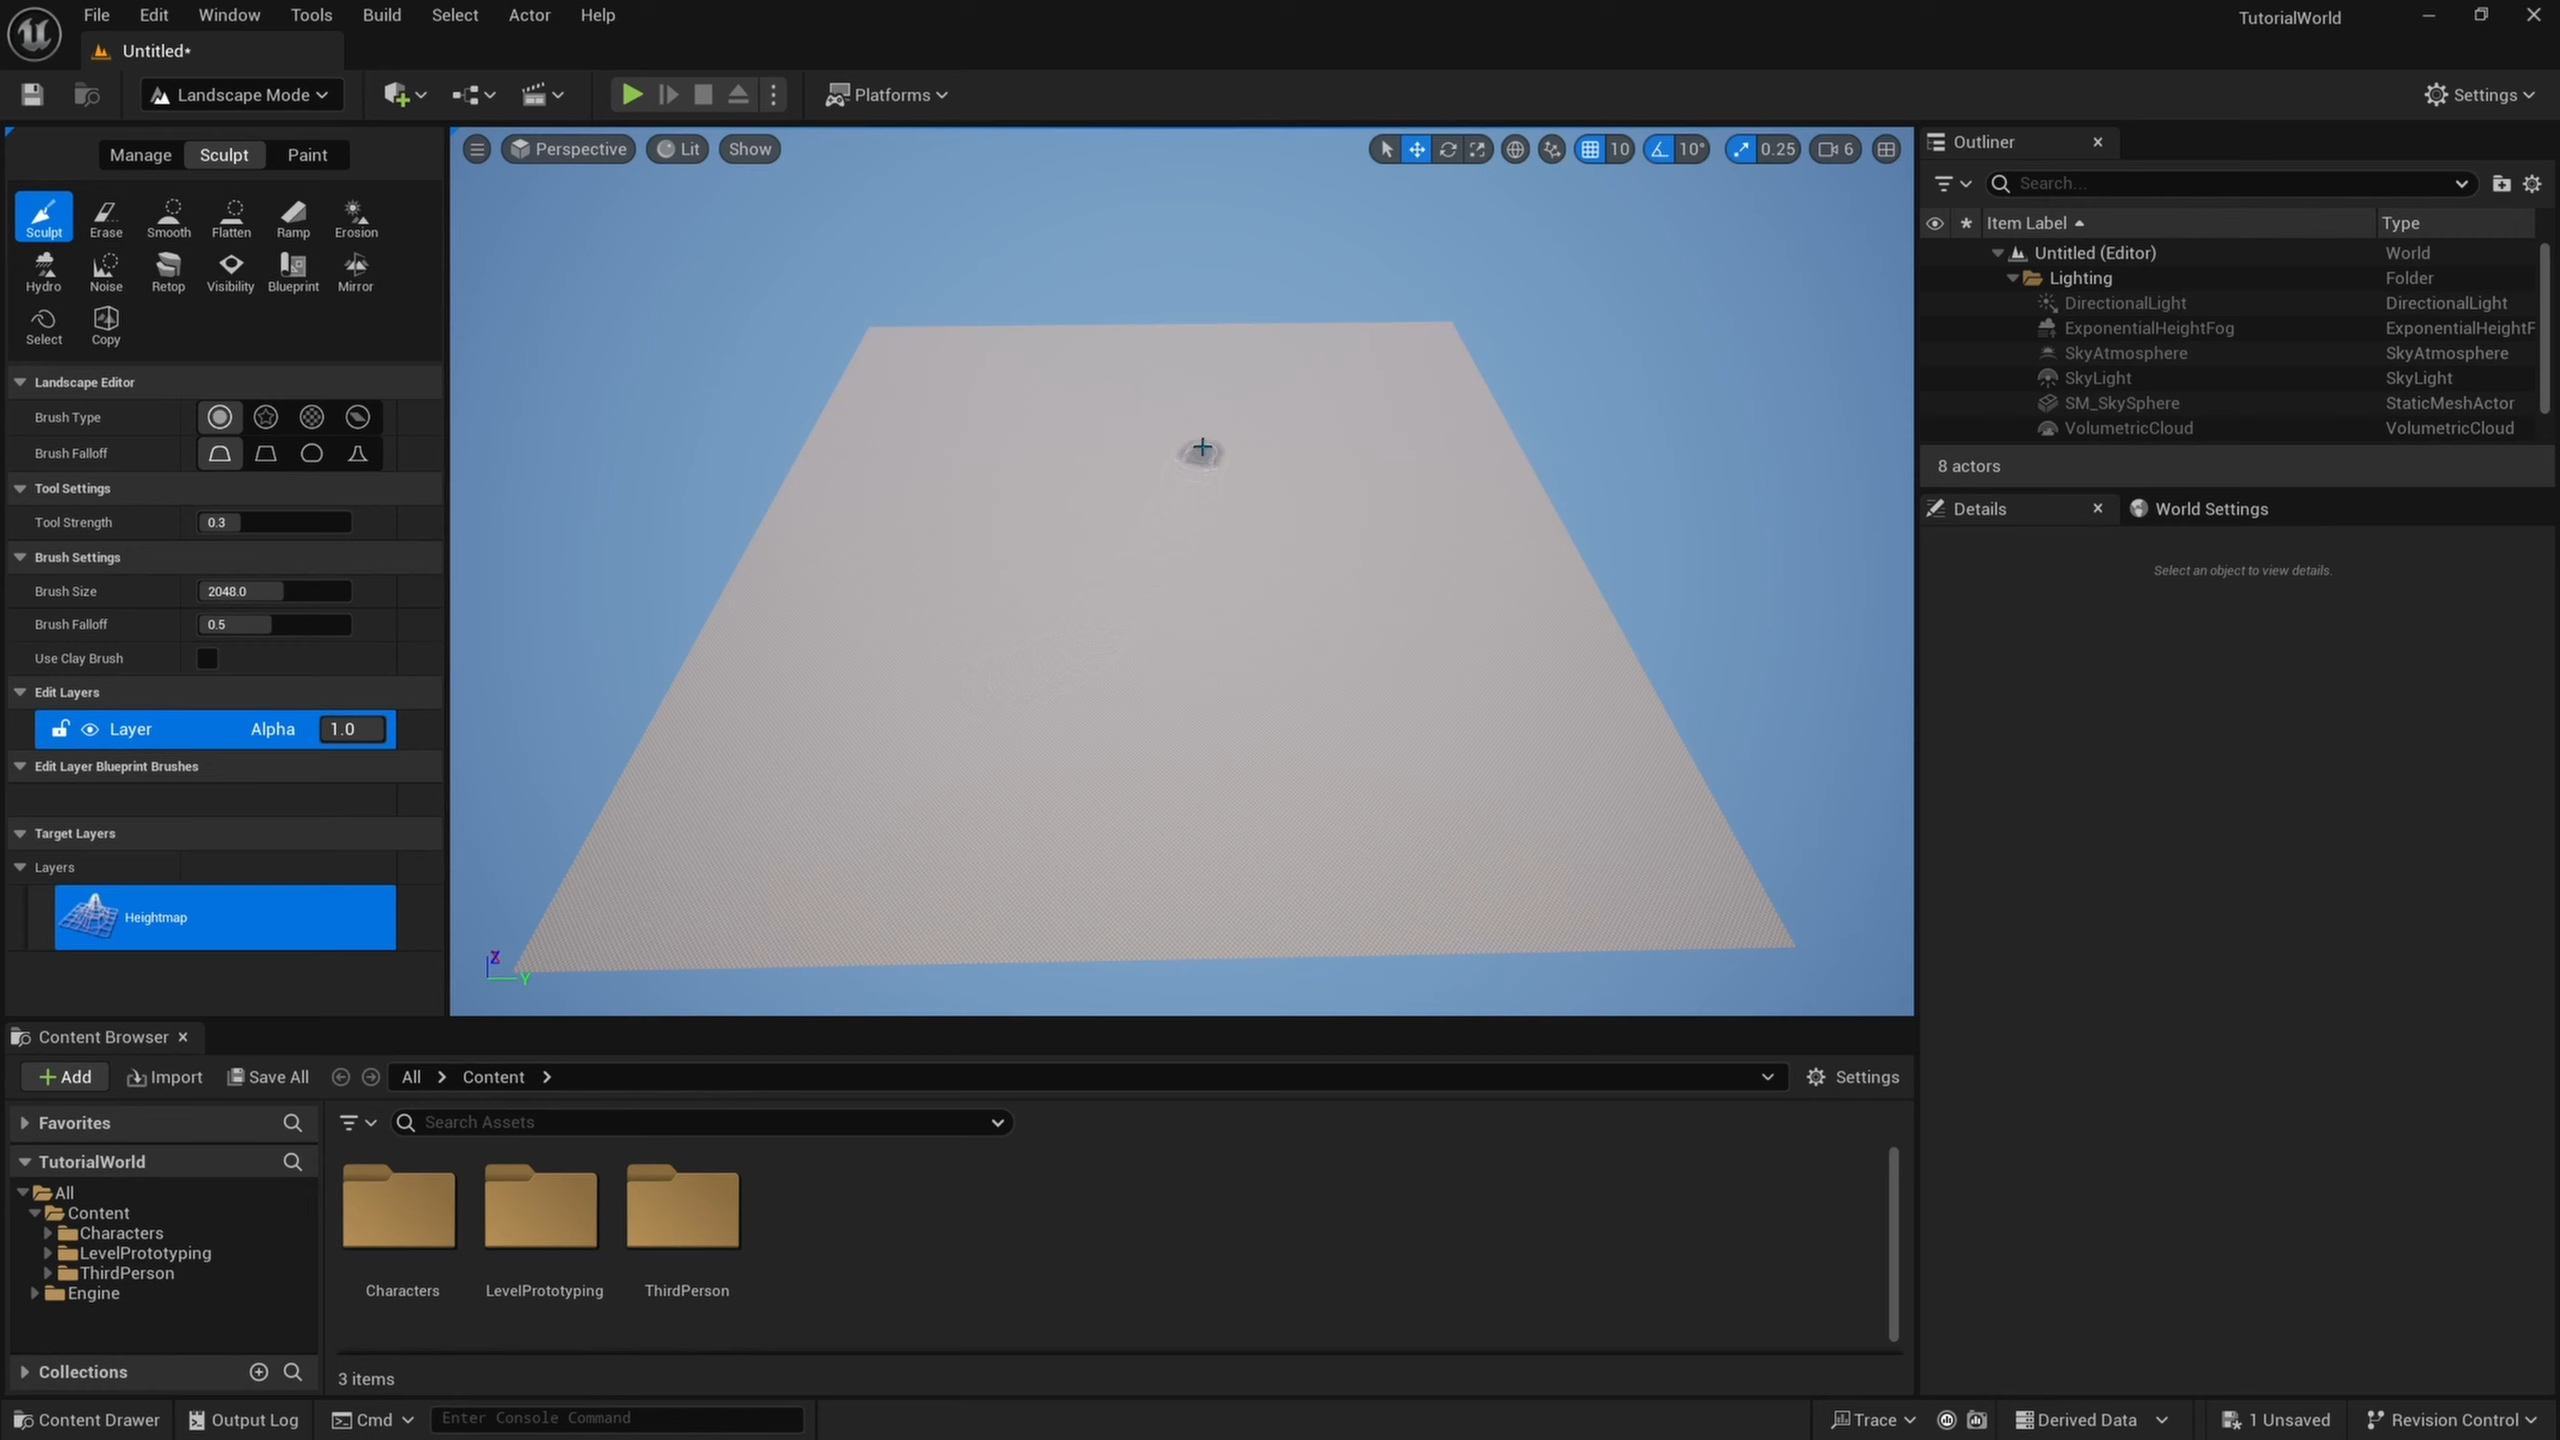 File Edit Window Tools Build Select Actor Help
TutorialWorld
Untitled*
Landscape Mode
Platforms
Settings
Manage Sculpt Paint
Sculpt Erase Smooth Flatten Ramp Erosion
Hydro Noise Retop Visibility Blueprint Mirror
Select Copy
Landscape Editor
Brush Type
Brush Falloff
Tool Settings
Tool Strength 0.3
Brush Settings
Brush Size 2048.0
Brush Falloff 0.5
Use Clay Brush
Edit Layers
Layer Alpha 1.0
Edit Layer Blueprint Brushes
Target Layers
Layers
Heightmap
Perspective Lit Show
10 10° 0.25 6
Z
Y
Outliner
Search...
Item Label Type
Untitled (Editor) World
Lighting Folder
DirectionalLight DirectionalLight
ExponentialHeightFog ExponentialHeightF
SkyAtmosphere SkyAtmosphere
SkyLight SkyLight
SM_SkySphere StaticMeshActor
VolumetricCloud VolumetricCloud
8 actors
Details World Settings
Select an object to view details.
Content Browser
Add Import Save All All Content Settings
Favorites
Search Assets
TutorialWorld
All
Content
Characters
LevelPrototyping
ThirdPerson
Engine
Characters LevelPrototyping ThirdPerson
Collections
3 items
Content Drawer Output Log Cmd Enter Console Command
Trace Derived Data 1 Unsaved Revision Control